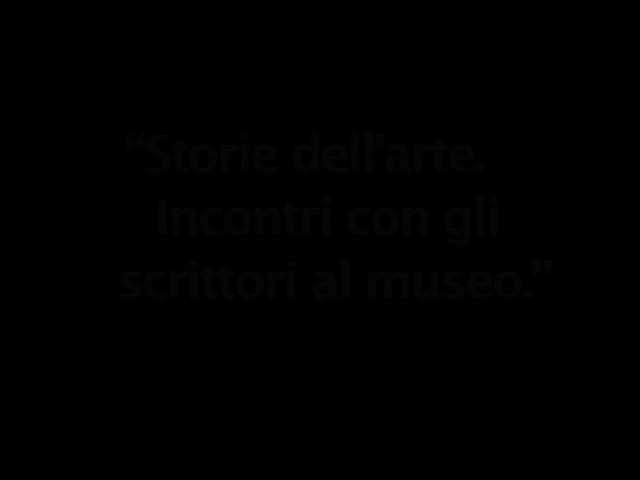 “Storie dell’arte.
Incontri con gli
scrittori al museo.”